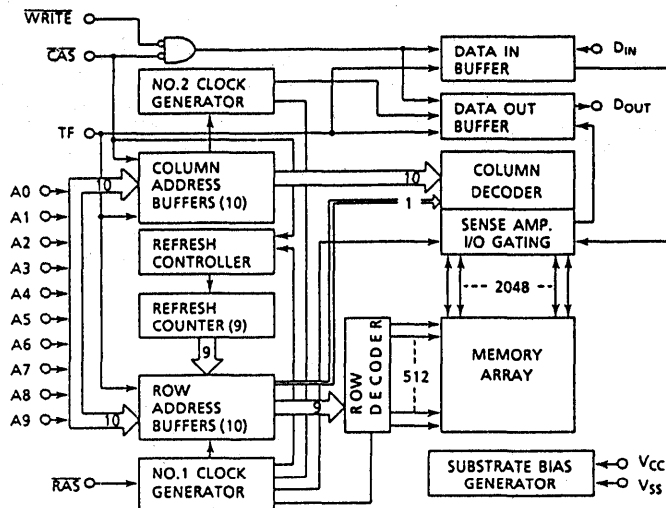 WRITE
CAS
TF
A0
A1
A2
A3
A4
A5
A6
A7
A8
A9
RAS
NO.2 CLOCK
GENERATOR
COLUMN
ADDRESS
BUFFERS (10)
REFRESH
CONTROLLER
REFRESH
COUNTER (9)
ROW
ADDRESS
BUFFERS (10)
NO.1 CLOCK
GENERATOR
10
10
10
9
9
10
1
ROW
DECODER
512
DATA IN
BUFFER
DATA OUT
BUFFER
COLUMN
DECODER
SENSE AMP.
I/O GATING
2048
MEMORY
ARRAY
SUBSTRATE BIAS
GENERATOR
DIN
DOUT
VCC
VSS